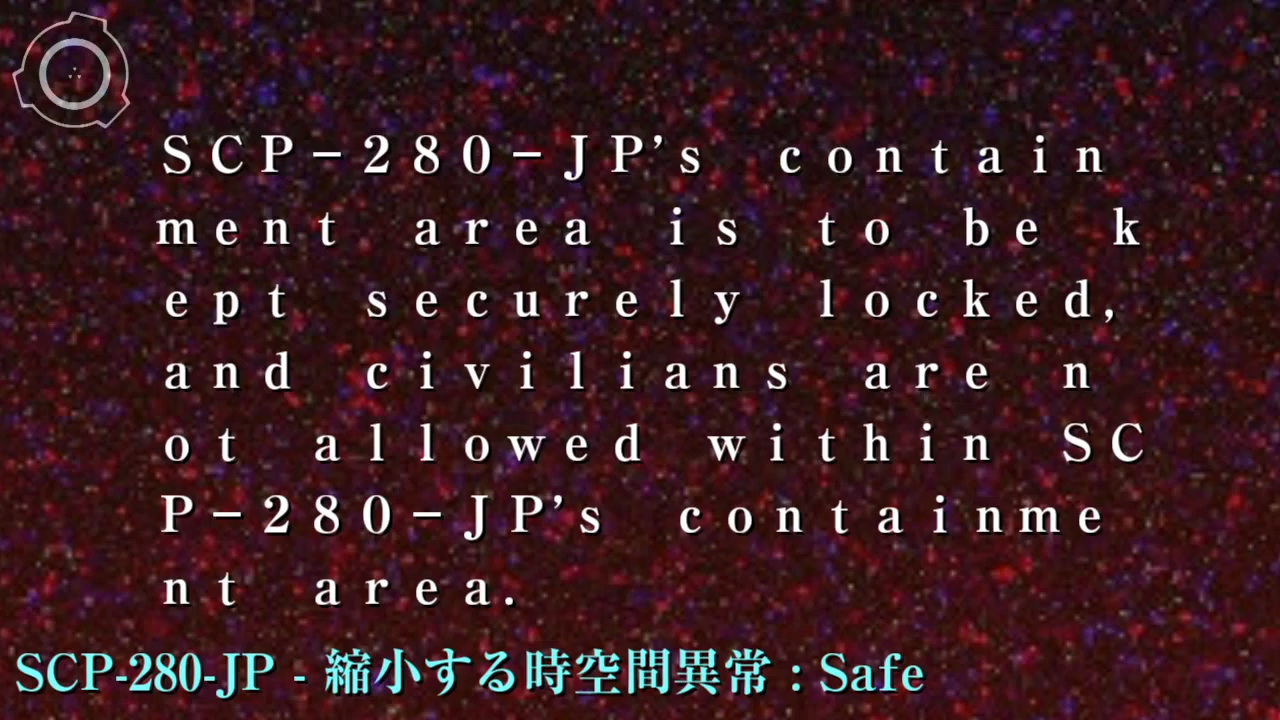 SCP－280－JP’s contain
ment area is to be k
ept securely locked,
and civilians are n
ot allowed within SC
P－280－JP’s containme
nt area.
SCP-280-JP - 縮小する時空間異常 : Safe